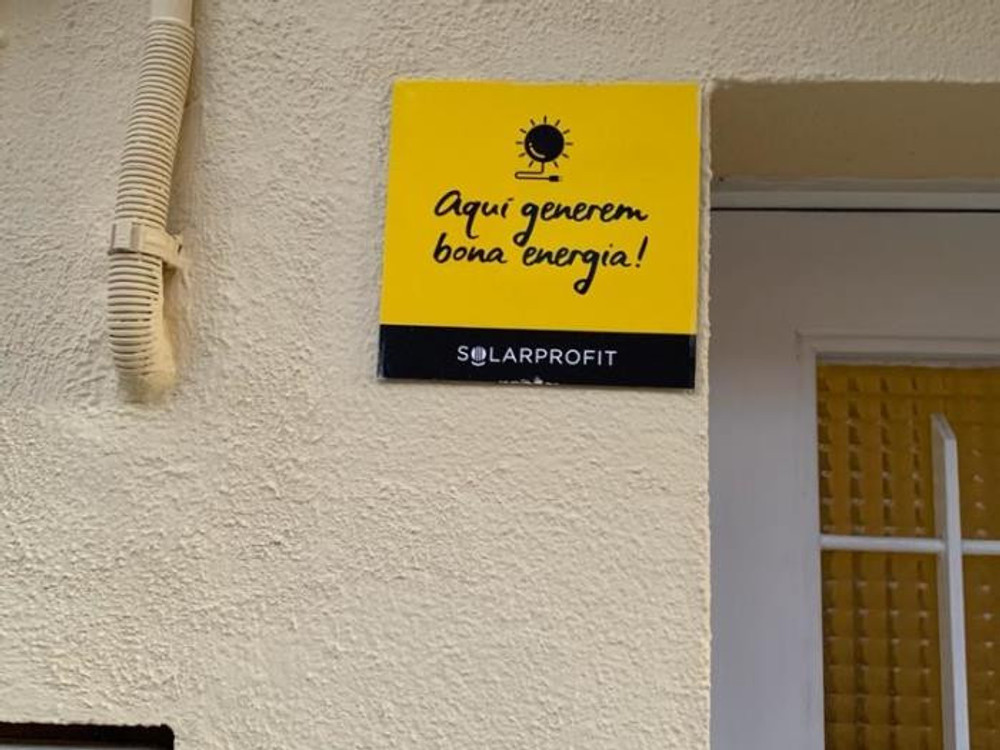 Aquí generem
bona energia!
SOLARPROFIT